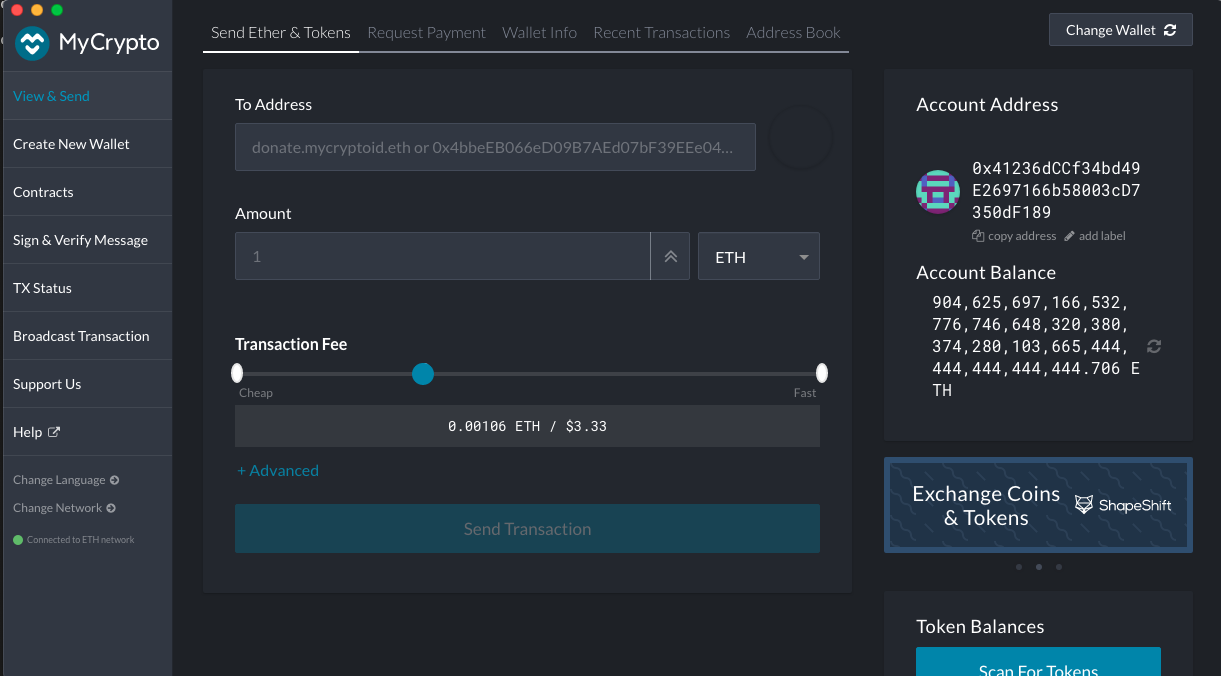 MyCrypto
View & Send
Create New Wallet
Contracts
Sign & Verify Message
TX Status
Broadcast Transaction
Support Us
Help
Change Language
Change Network
Connected to ETH network
Send Ether & Tokens
Request Payment
Wallet Info
Recent Transactions
Address Book
Change Wallet
To Address
donate.mycryptoid.eth or 0x4bbeEB066eD09B7AEd07bF39EEe04...
Amount
1
ETH
Transaction Fee
Cheap
Fast
0.00106 ETH / $3.33
+ Advanced
Send Transaction
Account Address
0x41236dCCf34bd49
E2697166b58003cD7
350dF189
copy address
add label
Account Balance
904,625,697,166,532,
776,746,648,320,380,
374,280,103,665,444,
444,444,444,444.706 E
TH
Exchange Coins
& Tokens
ShapeShift
Token Balances
Scan For Tokens